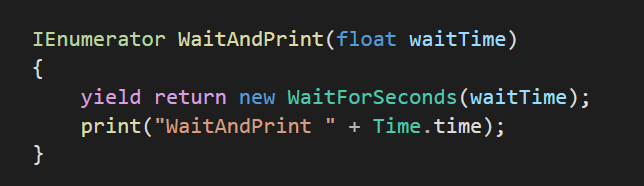 IEnumerator WaitAndPrint(float waitTime)
{
    yield return new WaitForSeconds(waitTime);
    print("WaitAndPrint " + Time.time);
}